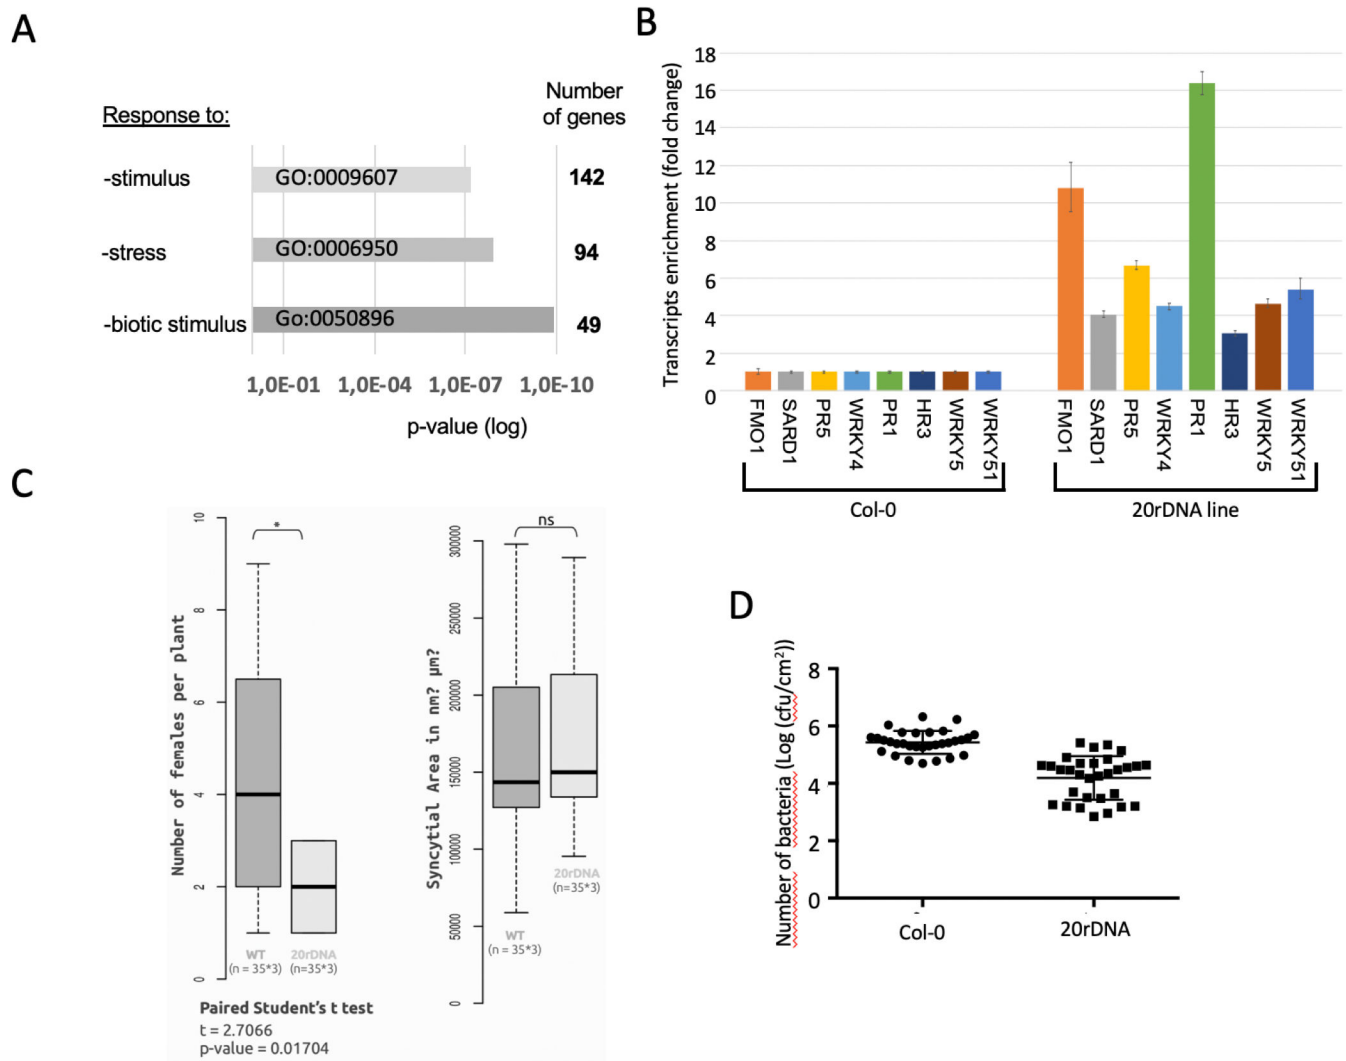 A
Number
of genes
Response to:
-stimulus
GO:0009607
142
-stress
GO:0006950
94
-biotic stimulus
Go:0050896
49
1,0E-01 1,0E-04 1,0E-07 1,0E-10
p-value (log)
B
Transcripts enrichment (fold change)
18
16
14
12
10
8
6
4
2
0
FMO1 SARD1 PR5 WRKY4 PR1 HR3 WRKY5 WRKY51
FMO1 SARD1 PR5 WRKY4 PR1 HR3 WRKY5 WRKY51
Col-0
20rDNA line
C
Number of females per plant
10
8
6
4
2
0
*
WT
(n = 35*3)
20rDNA
(n=35*3)
Paired Student's t test
t = 2.7066
p-value = 0.01704
Syncytial Area in nm? µm?
300000
250000
200000
150000
100000
50000
0
ns
WT
(n = 35*3)
20rDNA
(n=35*3)
D
Number of bacteria (Log (cfu/cm²))
8
6
4
2
0
Col-0
20rDNA